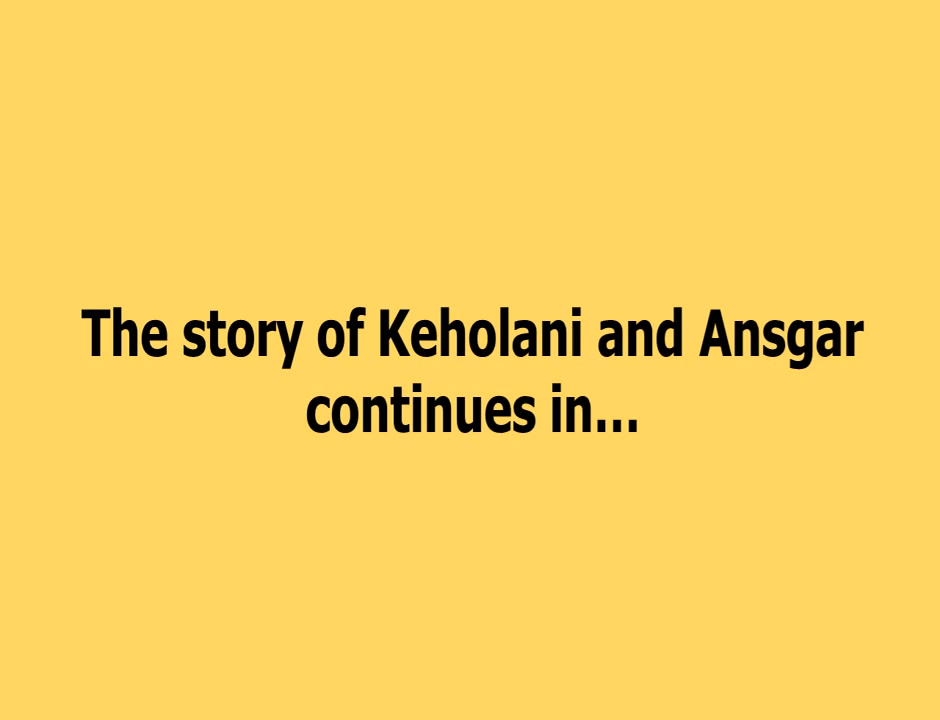 The story of Keholani and Ansgar
continues in...